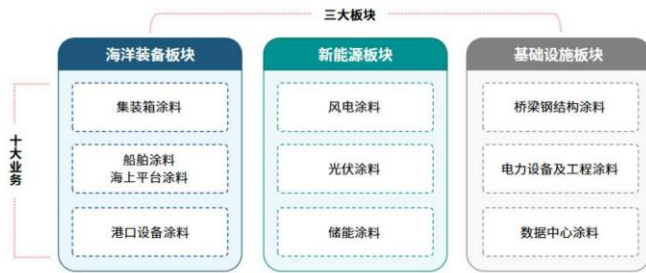 三大板块
海洋装备板块
新能源板块
基础设施板块
十大业务
集装箱涂料
风电涂料
桥梁钢结构涂料
船舶涂料
海上平台涂料
光伏涂料
电力设备及工程涂料
港口设备涂料
储能涂料
数据中心涂料